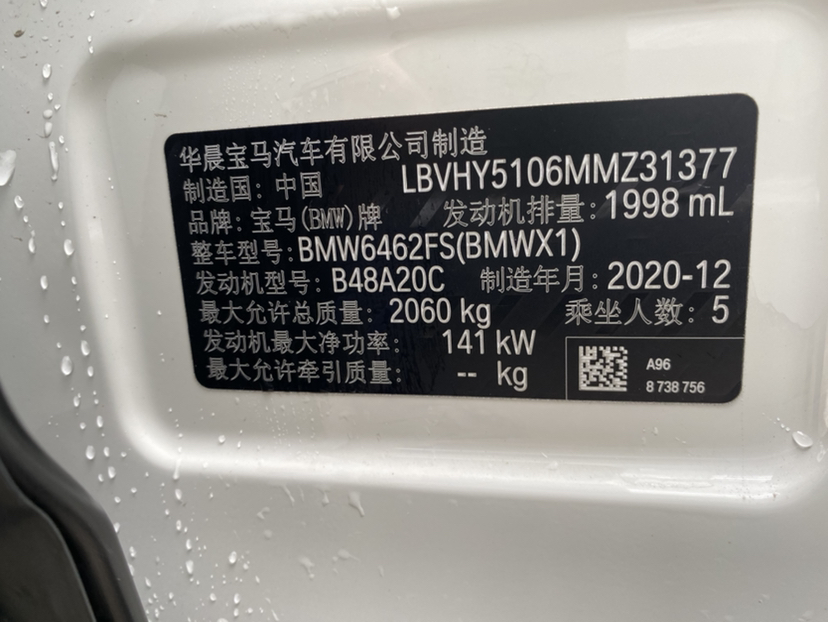 华晨宝马汽车有限公司制造
制造国：中国 LBVHY5106MMZ31377
品牌：宝马(BMW)牌 发动机排量：1998 mL
整车型号：BMW6462FS(BMWX1)
发动机型号：B48A20C 制造年月：2020-12
最大允许总质量：2060 kg 乘坐人数：5
发动机最大净功率： 141 kW
最大允许牵引质量： -- kg
A96
8 738 756